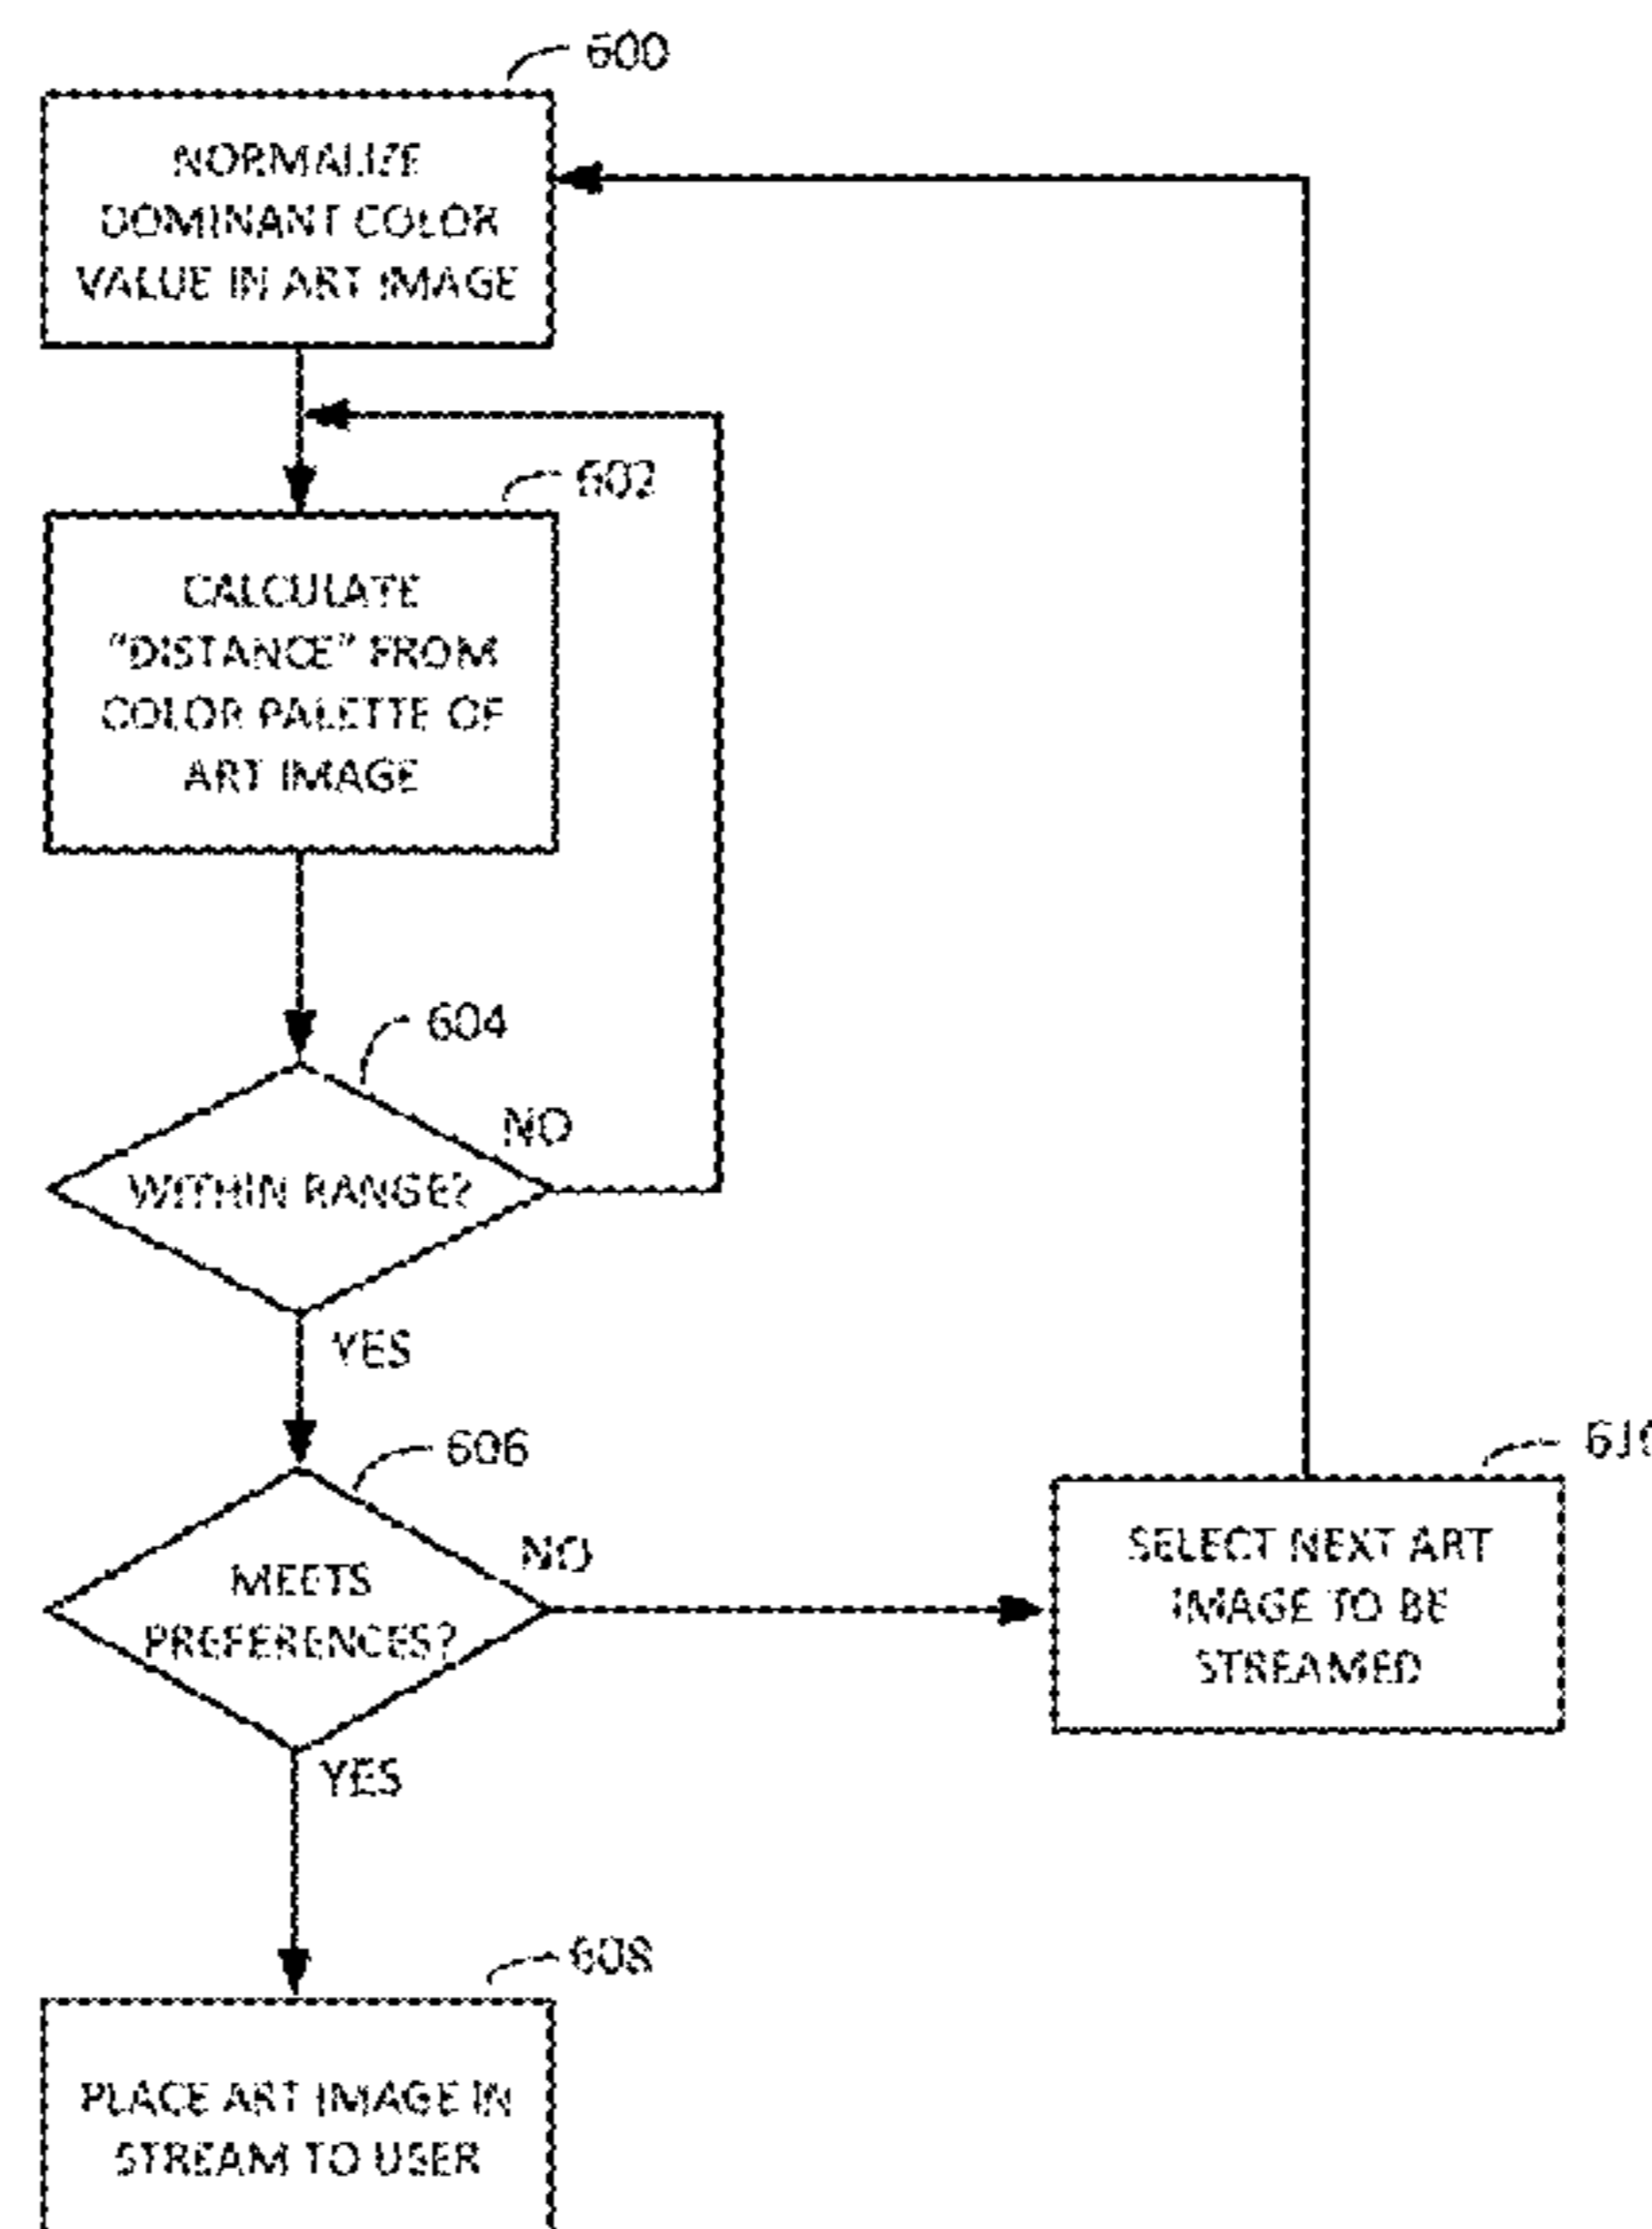 600
NORMALIZE
DOMINANT COLOR
VALUE IN ART IMAGE
602
CALCULATE
"DISTANCE" FROM
COLOR PALETTE OF
ART IMAGE
604
NO
WITHIN RANGE?
YES
606
NO
MEETS
PREFERENCES?
YES
610
SELECT NEXT ART
IMAGE TO BE
STREAMED
608
PLACE ART IMAGE IN
STREAM TO USER